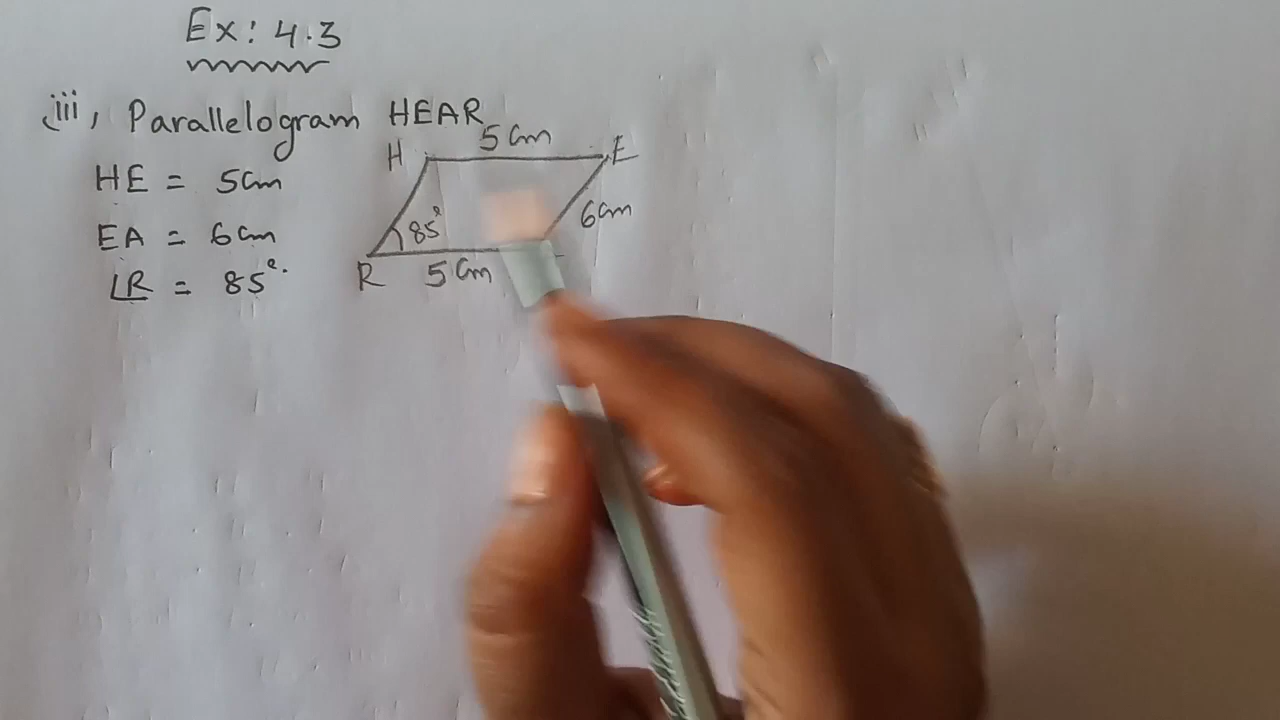 Ex: 4.3
iii, Parallelogram HEAR
HE = 5cm
EA = 6cm
∠R = 85°.
5cm
H
E
85°
6cm
R
5cm